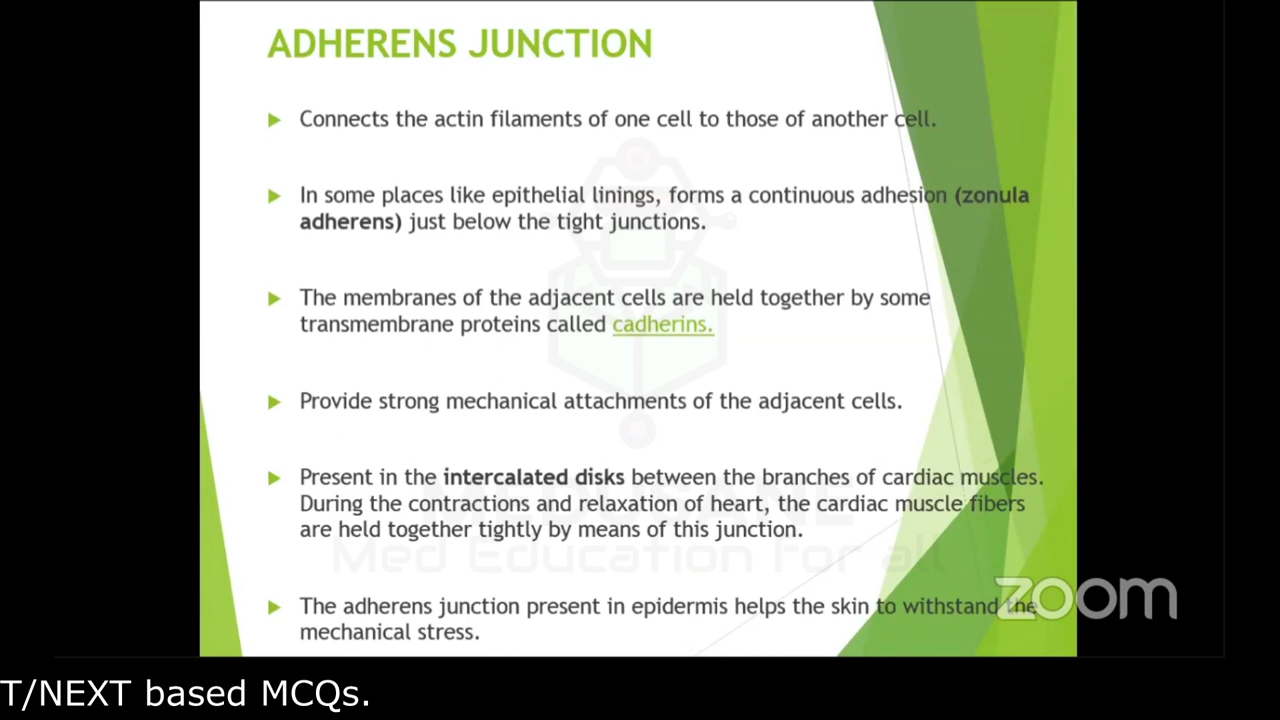 ADHERENS JUNCTION
Connects the actin filaments of one cell to those of another cell.
In some places like epithelial linings, forms a continuous adhesion (zonula
adherens) just below the tight junctions.
The membranes of the adjacent cells are held together by some
transmembrane proteins called cadherins.
Provide strong mechanical attachments of the adjacent cells.
Present in the intercalated disks between the branches of cardiac muscles.
During the contractions and relaxation of heart, the cardiac muscle fibers
are held together tightly by means of this junction.
Med Education for all
The adherens junction present in epidermis helps the skin to withstand the
mechanical stress.
zoom
T/NEXT based MCQs.